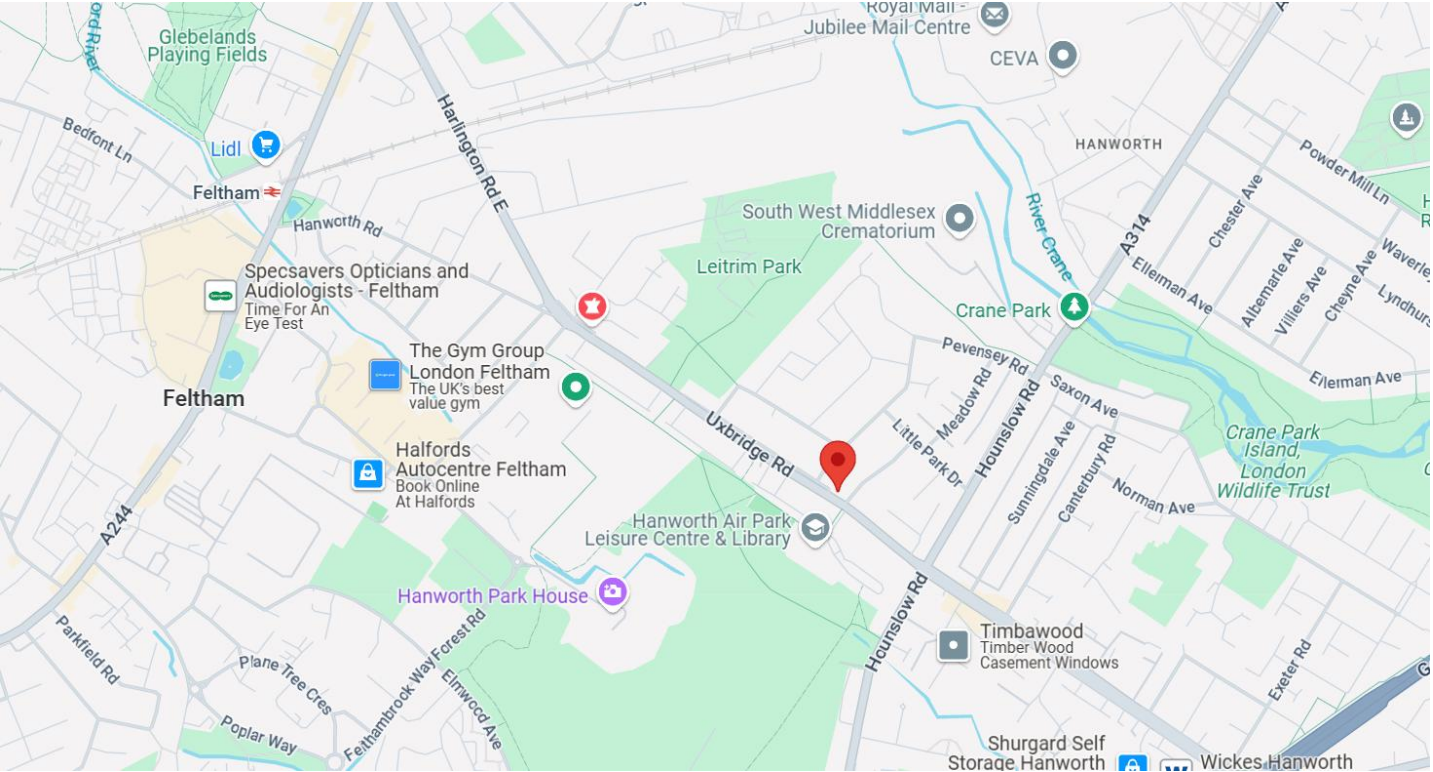 Royal Mail -
Jubilee Mail Centre
CEVA
Glebelands
Playing Fields
Bedfont Ln
Lidl
Harlington Rd E
HANWORTH
Powder Mill Ln
Feltham
Hanworth Rd
South West Middlesex
Crematorium
River Crane
A314
Chester Ave
Ellerman Ave
Albemarle Ave
Villiers Ave
Cheyne Ave
Specsavers Opticians and
Audiologists - Feltham
Time For An
Eye Test
Leitrim Park
Crane Park
Pevensey Rd
The Gym Group
London Feltham
The UK's best
value gym
Feltham
Meadow Rd
Saxon Ave
Ellerman Ave
Uxbridge Rd
Little Park Dr
Hounslow Rd
Sunningdale Ave
Canterbury Rd
Crane Park
Island,
London
Wildlife Trust
Halfords
Autocentre Feltham
Book Online
At Halfords
Norman Ave
A244
Hanworth Air Park
Leisure Centre & Library
Hanworth Park House
Hounslow Rd
Timbawood
Timber Wood
Casement Windows
Parkfield Rd
Plane Tree Cres
Felthambrook Way
Forest Rd
Elmwood Ave
Exeter Rd
Poplar Way
Shurgard Self
Storage Hanworth
Wickes Hanworth